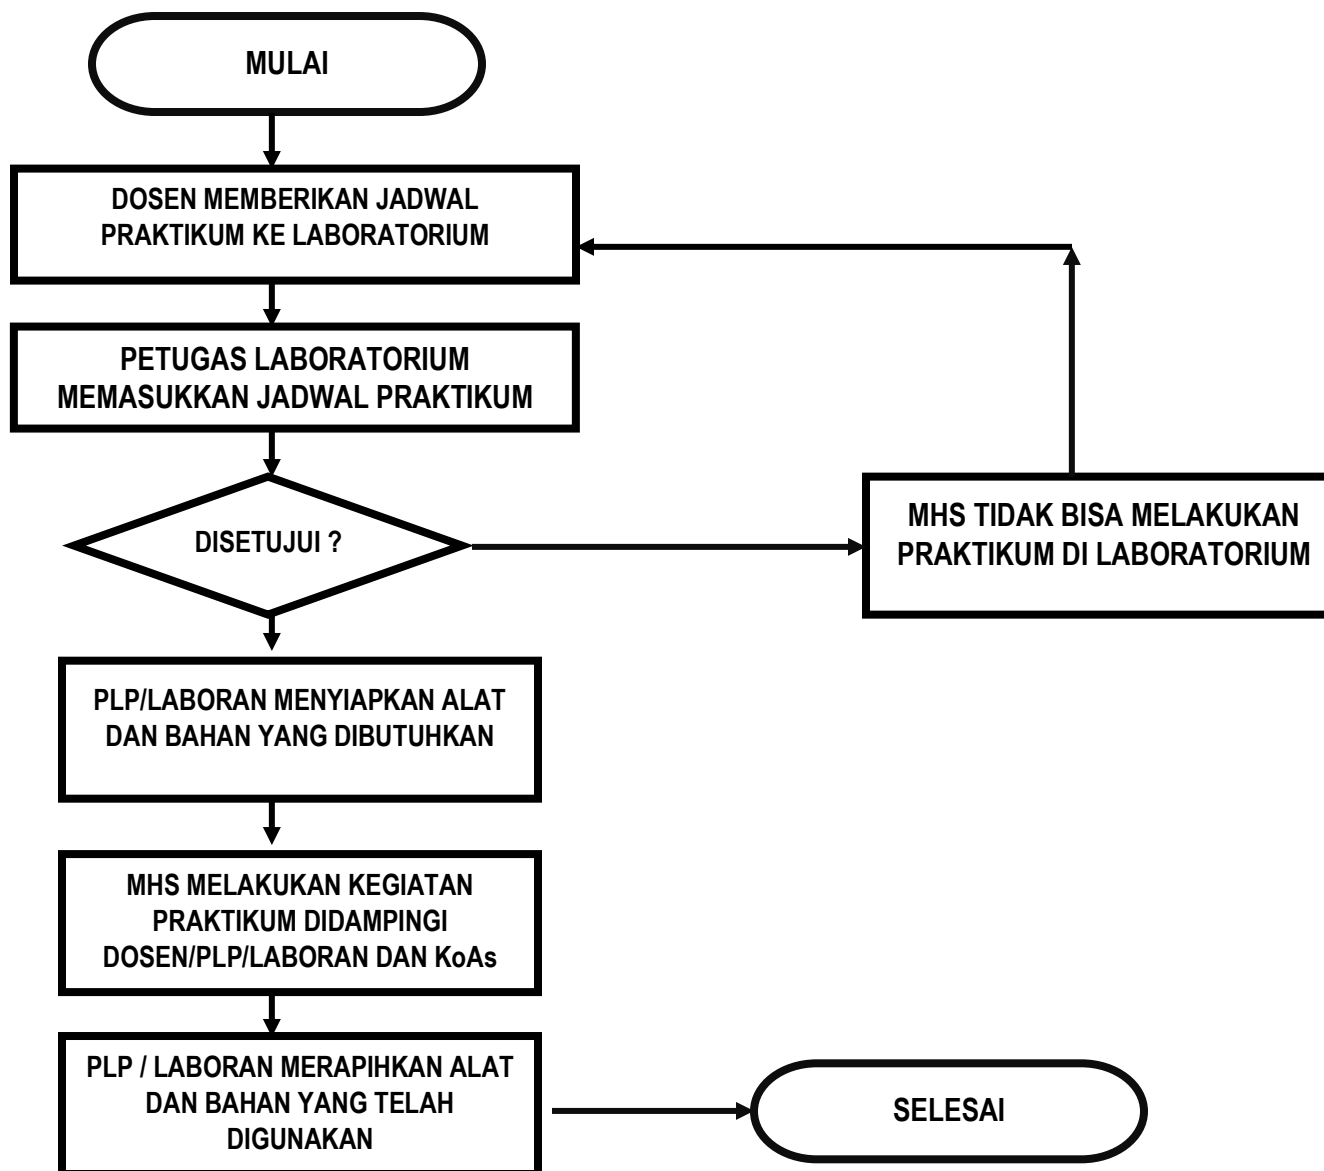 MULAI
DOSEN MEMBERIKAN JADWAL
PRAKTIKUM KE LABORATORIUM
PETUGAS LABORATORIUM
MEMASUKKAN JADWAL PRAKTIKUM
DISETUJUI ?
MHS TIDAK BISA MELAKUKAN
PRAKTIKUM DI LABORATORIUM
PLP/LABORAN MENYIAPKAN ALAT
DAN BAHAN YANG DIBUTUHKAN
MHS MELAKUKAN KEGIATAN
PRAKTIKUM DIDAMPINGI
DOSEN/PLP/LABORAN DAN KoAs
PLP / LABORAN MERAPIHKAN ALAT
DAN BAHAN YANG TELAH
DIGUNAKAN
SELESAI